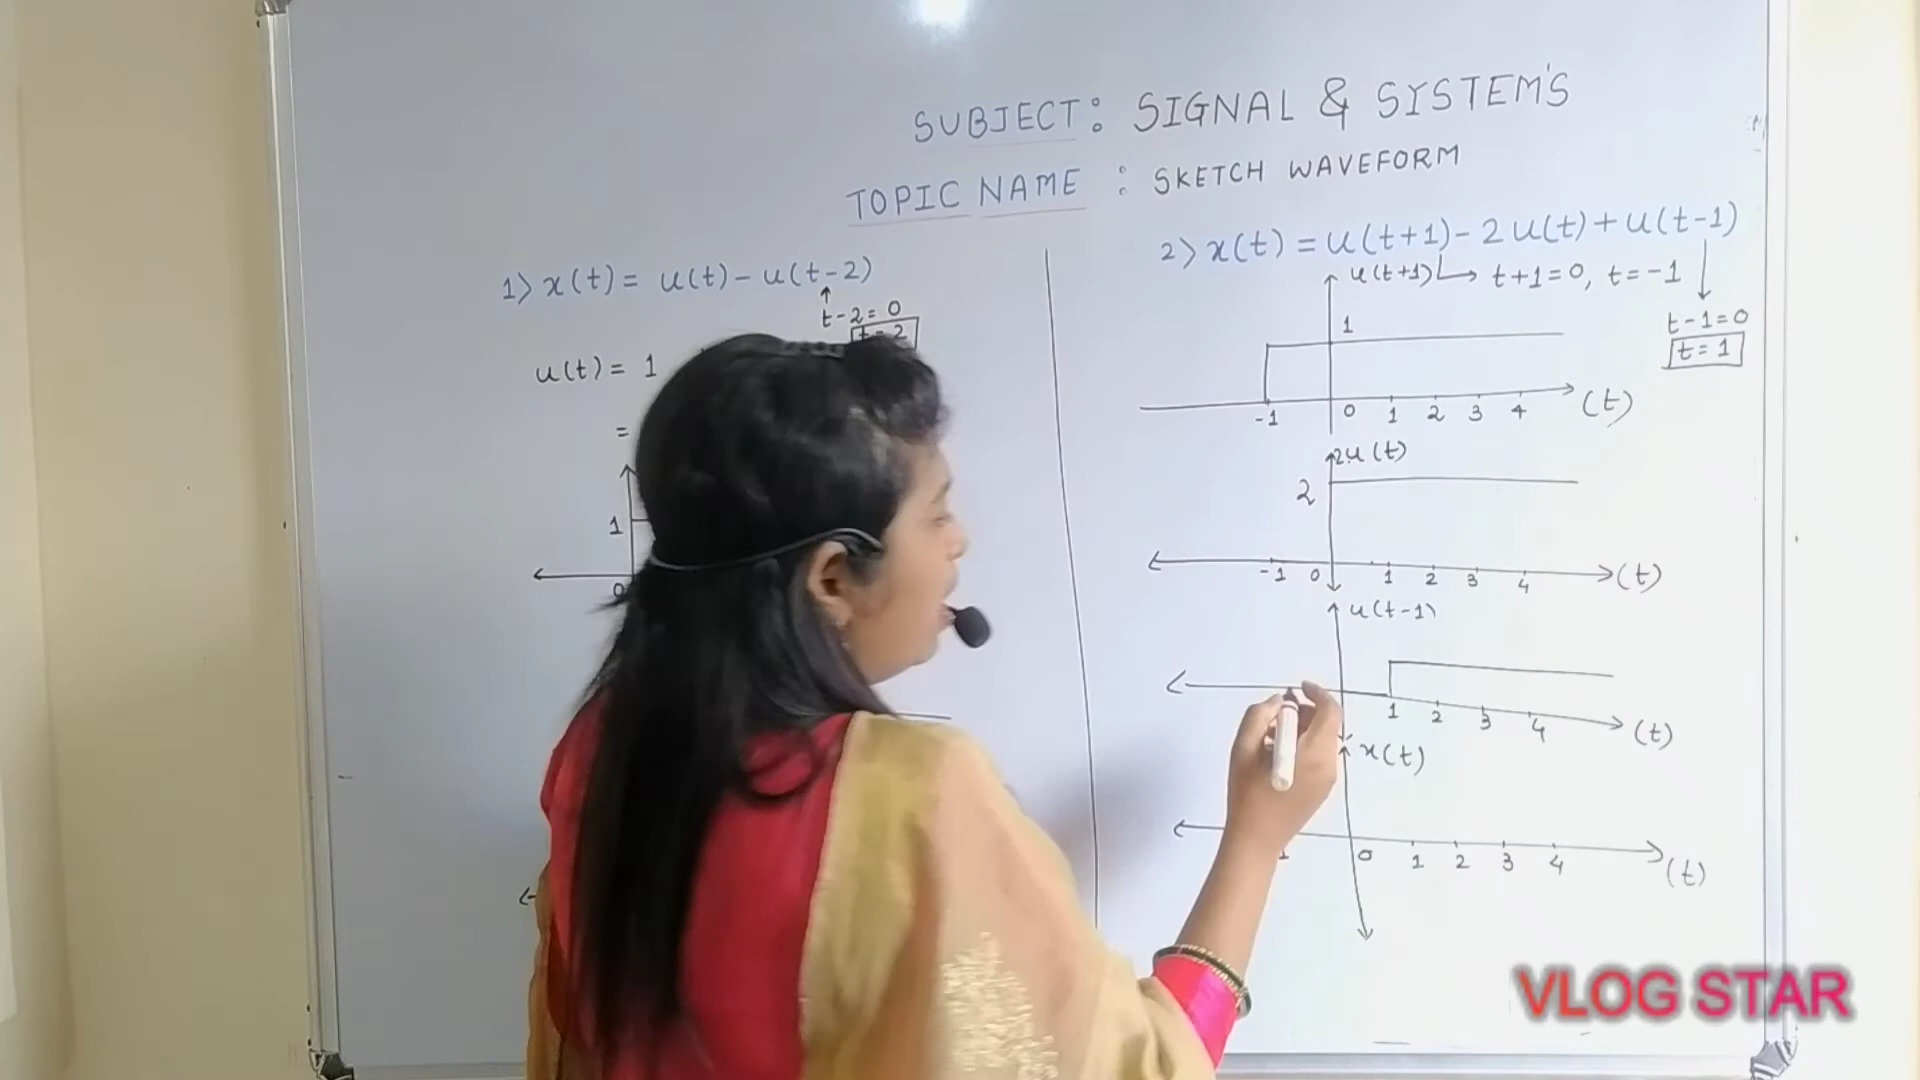 SUBJECT: SIGNAL & SYSTEM'S
TOPIC NAME : SKETCH WAVEFORM
1) x(t) = u(t) - u(t-2)
t-2=0
t=2
u(t) = 1
=
1
0
2) x(t) = u(t+1) - 2u(t) + u(t-1)
u(t+1) → t+1=0, t=-1
t-1=0
t=1
1
-1 0 1 2 3 4 (t)
2u(t)
2
-1 0 1 2 3 4 (t)
u(t-1)
1 2 3 4 (t)
x(t)
0 1 2 3 4 (t)
VLOG STAR